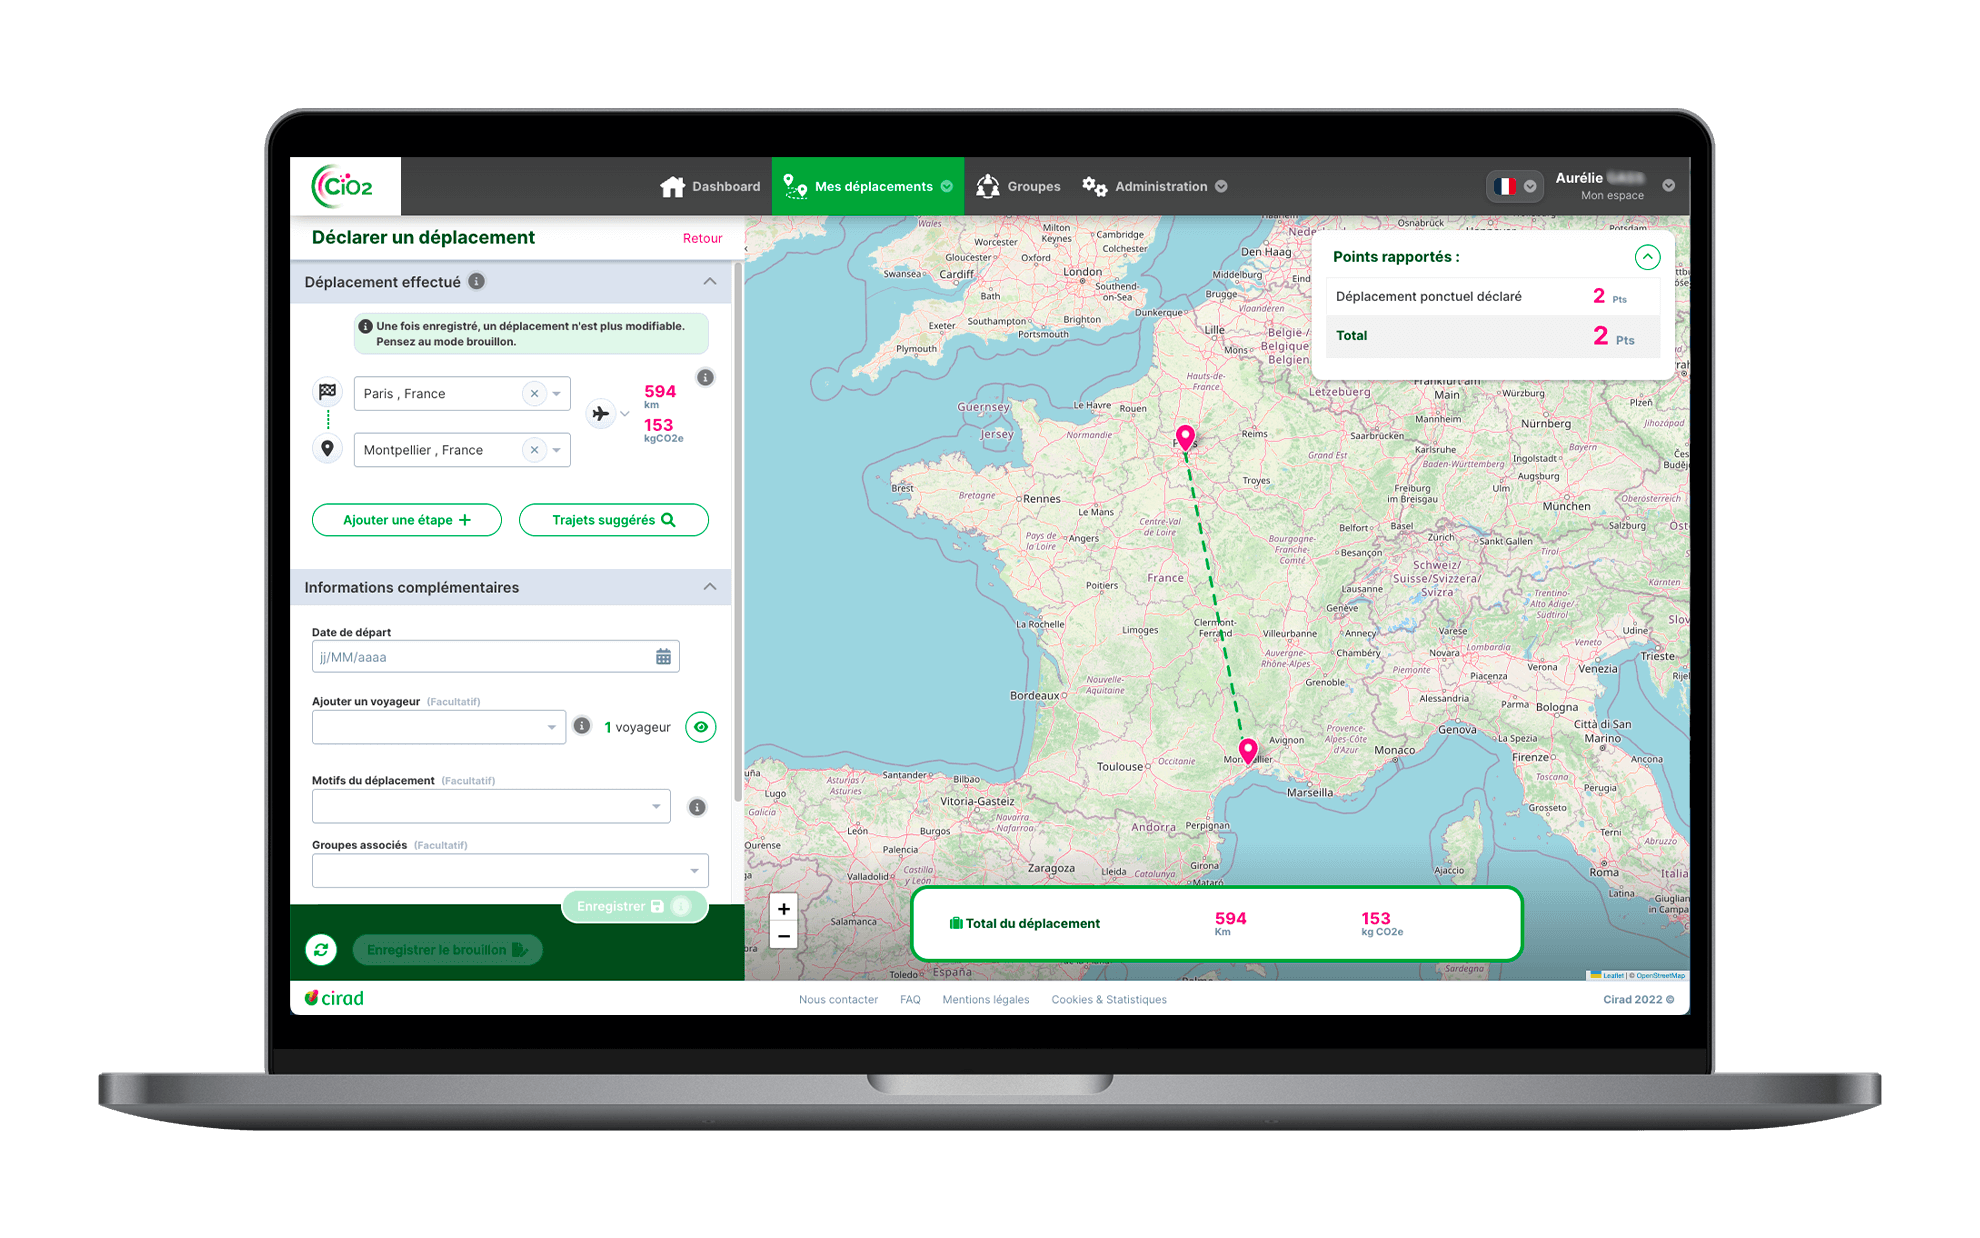 CiO2
Dashboard
Mes déplacements
Groupes
Administration
Aurélie
Mon espace
Déclarer un déplacement
Retour
Déplacement effectué
Une fois enregistré, un déplacement n'est plus modifiable.
Pensez au mode brouillon.
Paris , France
594
km
153
kgCO2e
Montpellier , France
Ajouter une étape
Trajets suggérés
Informations complémentaires
Date de départ
jj/MM/aaaa
Ajouter un voyageur (Facultatif)
1 voyageur
Motifs du déplacement (Facultatif)
Groupes associés (Facultatif)
Enregistrer
Enregistrer le brouillon
Points rapportés :
Déplacement ponctuel déclaré 2 Pts
Total 2 Pts
Wales
Worcester
Milton
Keynes
Cambridge
Colchester
Gloucester
Oxford
Swansea
Cardiff
London
Southend-
on-Sea
Bath
Exeter
Southampton
Brighton
Portsmouth
Plymouth
Den Haag
Middelburg
Brugge
Dunkerque
Vlaanderen
Lille
Mons
Osnabrück
Potsdam
Guernsey
Jersey
Le Havre
Rouen
Hauts-de-
France
Normandie
Reims
Lëtzebuerg
Frankfurt am
Main
Würzburg
Plzeň
Mannheim
Nürnberg
Jihozápad
Saarbrücken
Karlsruhe
Baden-Württemberg
Ingolstadt
Bayern
Grand Est
Brest
Bretagne
Rennes
Le Mans
Troyes
Augsburg
Ulm
Freiburg
im Breisgau
München
Oberösterreich
Salzburg
Pays de
la Loire
Angers
Centre-Val
de Loire
Bourgogne-
Franche-
Comté
Belfort
Basel
Besançon
Zürich
Sankt Gallen
Tirol
Schweiz/
Suisse/Svizzera/
Svizra
Kärnten
Poitiers
France
Lausanne
Genève
Trentino-
Alto Adige/
Südtirol
La Rochelle
Limoges
Clermont-
Ferrand
Villeurbanne
Annecy
Varese
Udine
Chambéry
Novara
Lombardia
Veneto
Trieste
Auvergne-
Rhône-Alpes
Piemonte
Verona
Venezia
Piacenza
Grenoble
Nouvelle-
Aquitaine
Bordeaux
Alessandria
Parma
Bologna
Avignon
Provence-
Alpes-Côte
d'Azur
Monaco
Genova
La Spezia
Città di San
Marino
Firenze
Ancona
Toulouse
Occitanie
Montpellier
Marseille
Toscana
Perugia
Grosseto
Terni
Asturias /
Asturies
Santander
Bilbao
Lugo
Galicia
Vitoria-Gasteiz
Navarra -
Nafarroa
León
Burgos
Andorra
Perpignan
Ourense
Palencia
Zaragoza
Lleida
Catalunya
Girona
Mataró
Valladolid
Castilla
y León
Salamanca
Ajaccio
Roma
Abruzzo
Latina
Toledo
España
Sardegna
+
−
Total du déplacement
594
Km
153
kg CO2e
Leaflet | © OpenStreetMap
cirad
Nous contacter
FAQ
Mentions légales
Cookies & Statistiques
Cirad 2022 ©